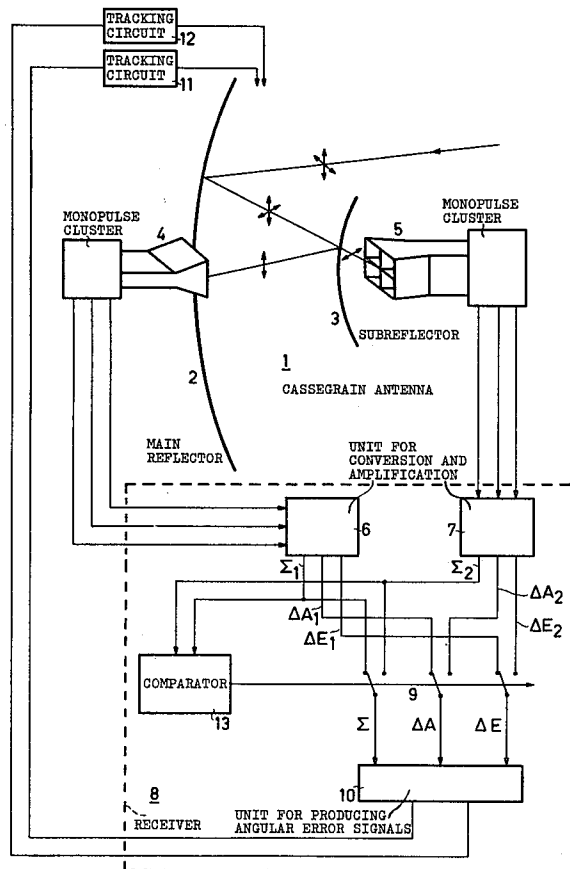 TRACKING
CIRCUIT
12
TRACKING
CIRCUIT
11
MONOPULSE
CLUSTER
4
MONOPULSE
CLUSTER
5
3
SUBREFLECTOR
1
2
CASSEGRAIN ANTENNA
MAIN
REFLECTOR
UNIT FOR
CONVERSION AND
AMPLIFICATION
6
7
Σ1
Σ2
ΔA1
ΔA2
ΔE1
ΔE2
COMPARATOR
13
9
Σ
ΔA
ΔE
10
8
UNIT FOR PRODUCING
ANGULAR ERROR SIGNALS
RECEIVER